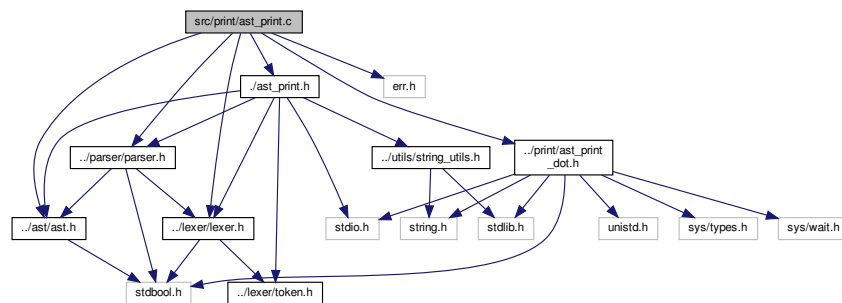 src/print/ast_print.c
./ast_print.h
err.h
../parser/parser.h
../utils/string_utils.h
../print/ast_print
_dot.h
../ast/ast.h
../lexer/lexer.h
stdio.h
string.h
stdlib.h
unistd.h
sys/types.h
sys/wait.h
stdbool.h
../lexer/token.h